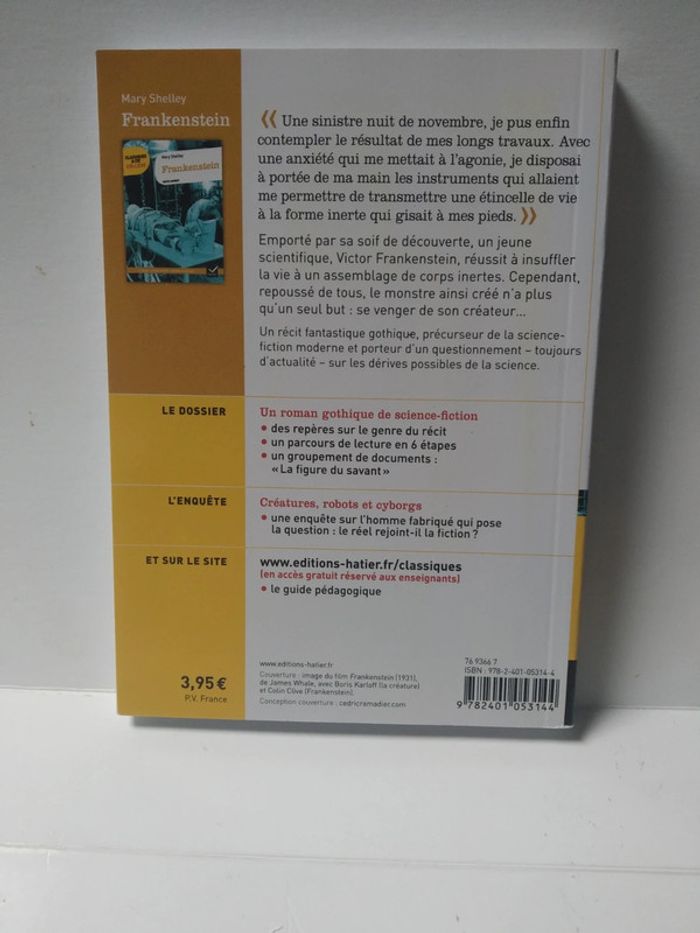 Mary Shelley
Frankenstein
Mary Shelley
Frankenstein
« Une sinistre nuit de novembre, je pus enfin
contempler le résultat de mes longs travaux. Avec
une anxiété qui me mettait à l'agonie, je disposai
à portée de ma main les instruments qui allaient
me permettre de transmettre une étincelle de vie
à la forme inerte qui gisait à mes pieds. »
Emporté par sa soif de découverte, un jeune
scientifique, Victor Frankenstein, réussit à insuffler
la vie à un assemblage de corps inertes. Cependant,
repoussé de tous, le monstre ainsi créé n'a plus
qu'un seul but : se venger de son créateur...
Un récit fantastique gothique, précurseur de la science-
fiction moderne et porteur d'un questionnement – toujours
d'actualité – sur les dérives possibles de la science.
LE DOSSIER
Un roman gothique de science-fiction
• des repères sur le genre du récit
• un parcours de lecture en 6 étapes
• un groupement de documents :
« La figure du savant »
L'ENQUÊTE
Créatures, robots et cyborgs
• une enquête sur l'homme fabriqué qui pose
la question : le réel rejoint-il la fiction ?
ET SUR LE SITE
www.editions-hatier.fr/classiques
(en accès gratuit réservé aux enseignants)
• le guide pédagogique
3,95 €
P.V. France
www.editions-hatier.fr
Couverture : image du film Frankenstein (1931),
de James Whale, avec Boris Karloff (la créature)
et Colin Clive (Frankenstein).
Conception couverture : cedricramadier.com
76 9366 7
ISBN : 978-2-401-05314-4
9 782401 053144